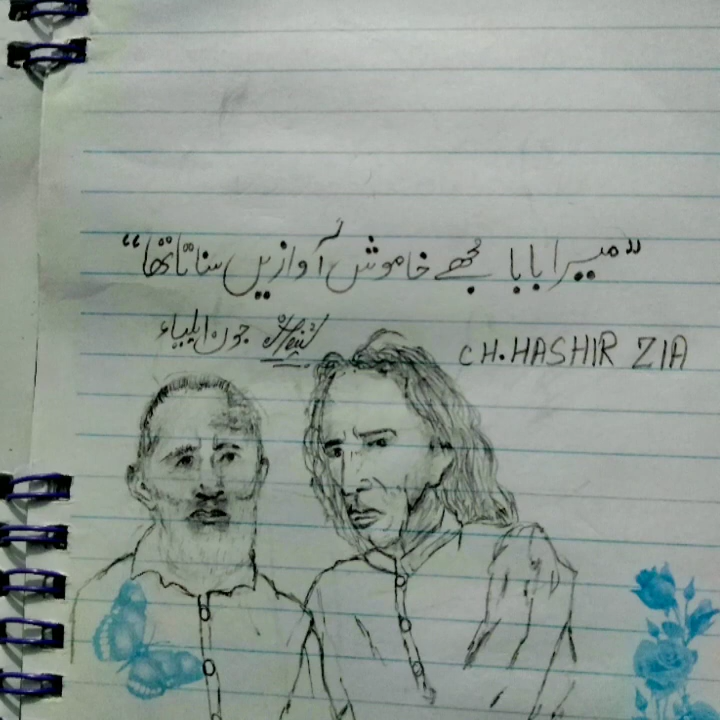 ”میرا بابا مجھے خاموش آوازیں سناتا تھا“
جون ایلیاء
CH.HASHIR ZIA